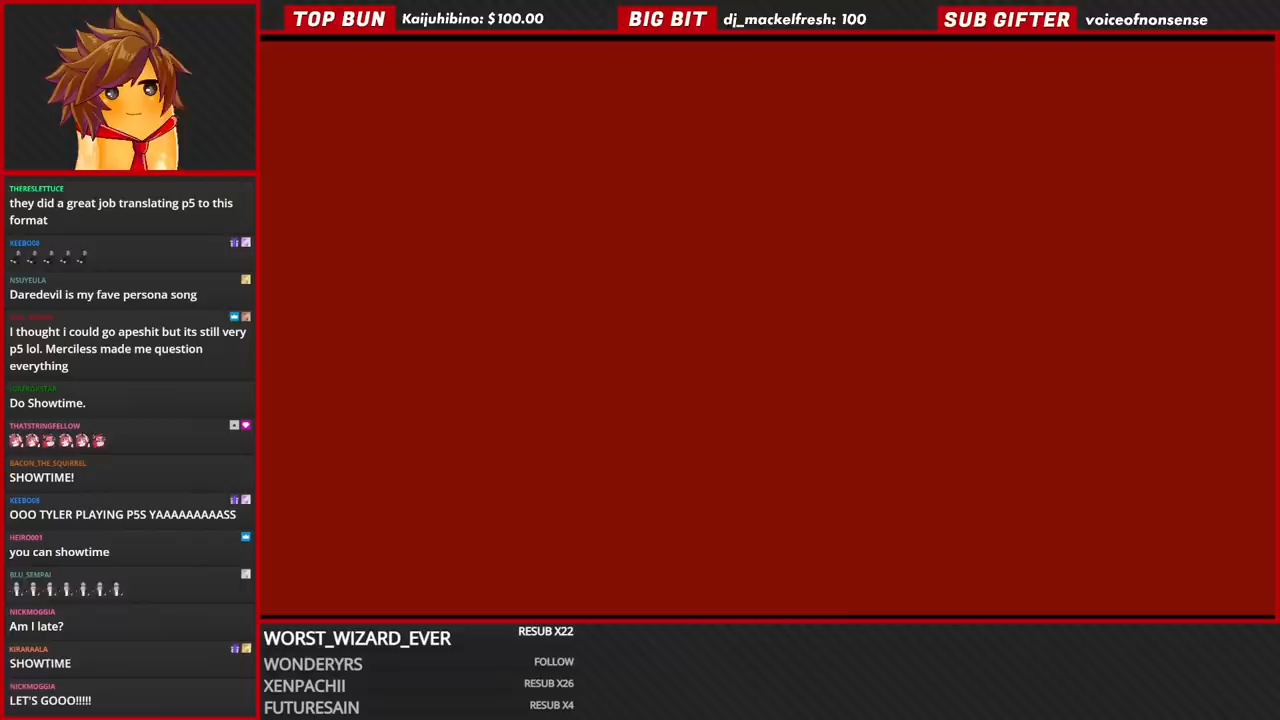 TOP BUN Kaijuhibino: $100.00 BIG BIT dj_mackelfresh: 100 SUB GIFTER voiceofnonsense
THERESLETTUCE
they did a great job translating p5 to this
format
KEEBO08
NSUYEULA
Daredevil is my fave persona song
I thought i could go apeshit but its still very
p5 lol. Merciless made me question
everything
Do Showtime.
THATSTRINGFELLOW
BACON_THE_SQUIRREL
SHOWTIME!
KEEBO08
OOO TYLER PLAYING P5S YAAAAAAAAASS
HEIRO001
you can showtime
BLU_SEMPAI
NICKMOGGIA
Am I late?
KIRARAALA
SHOWTIME
NICKMOGGIA
LET'S GOOO!!!!!
WORST_WIZARD_EVER RESUB X22
WONDERYRS FOLLOW
XENPACHII RESUB X26
FUTURESAIN RESUB X4